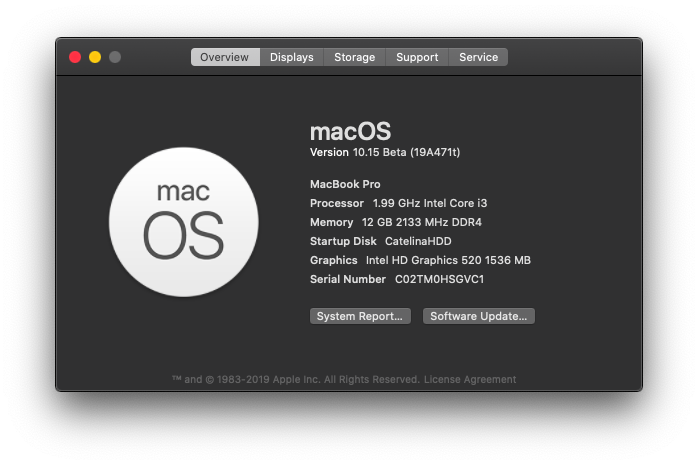 Overview Displays Storage Support Service
mac
OS
macOS
Version 10.15 Beta (19A471t)
MacBook Pro
Processor 1.99 GHz Intel Core i3
Memory 12 GB 2133 MHz DDR4
Startup Disk CatelinaHDD
Graphics Intel HD Graphics 520 1536 MB
Serial Number C02TM0HSGVC1
System Report... Software Update...
™ and © 1983-2019 Apple Inc. All Rights Reserved. License Agreement